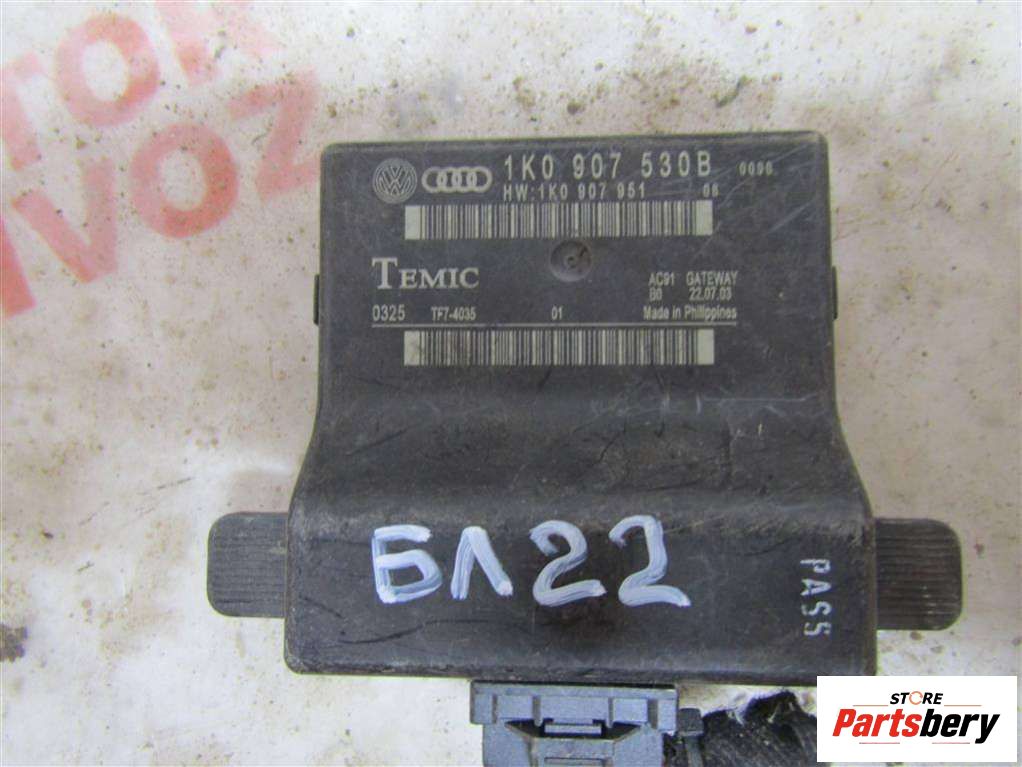 1K0 907 530B 0096
HW:1K0 907 951 06
TEMIC
AC91 GATEWAY
B0 22.07.03
0325 TF7-4035 01 Made in Philippines
БЛ22
PASS
STORE
Partsbery